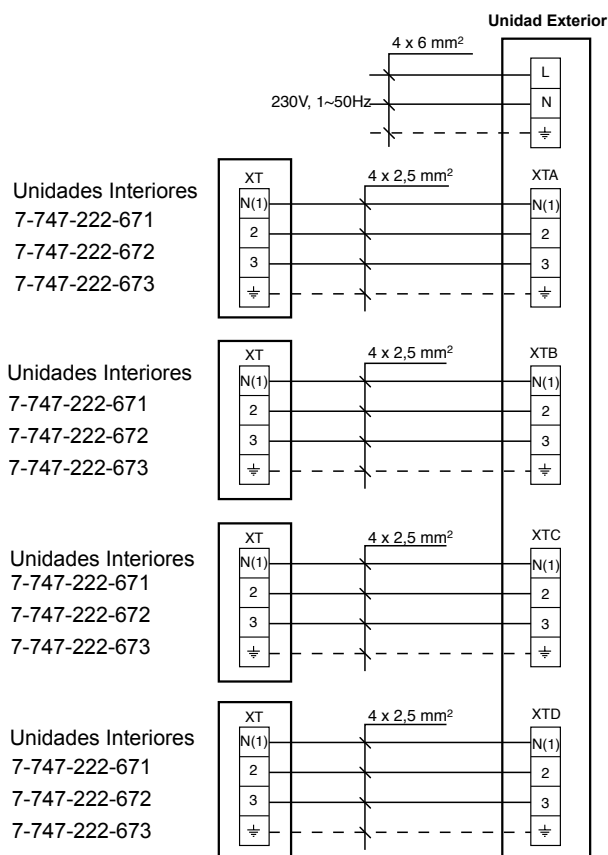 Unidad Exterior
4 x 6 mm²
L
230V, 1~50Hz
N
Unidades Interiores
7-747-222-671
7-747-222-672
7-747-222-673
XT
4 x 2,5 mm²
XTA
N(1)
N(1)
2
2
3
3
Unidades Interiores
7-747-222-671
7-747-222-672
7-747-222-673
XT
4 x 2,5 mm²
XTB
N(1)
N(1)
2
2
3
3
Unidades Interiores
7-747-222-671
7-747-222-672
7-747-222-673
XT
4 x 2,5 mm²
XTC
N(1)
N(1)
2
2
3
3
Unidades Interiores
7-747-222-671
7-747-222-672
7-747-222-673
XT
4 x 2,5 mm²
XTD
N(1)
N(1)
2
2
3
3